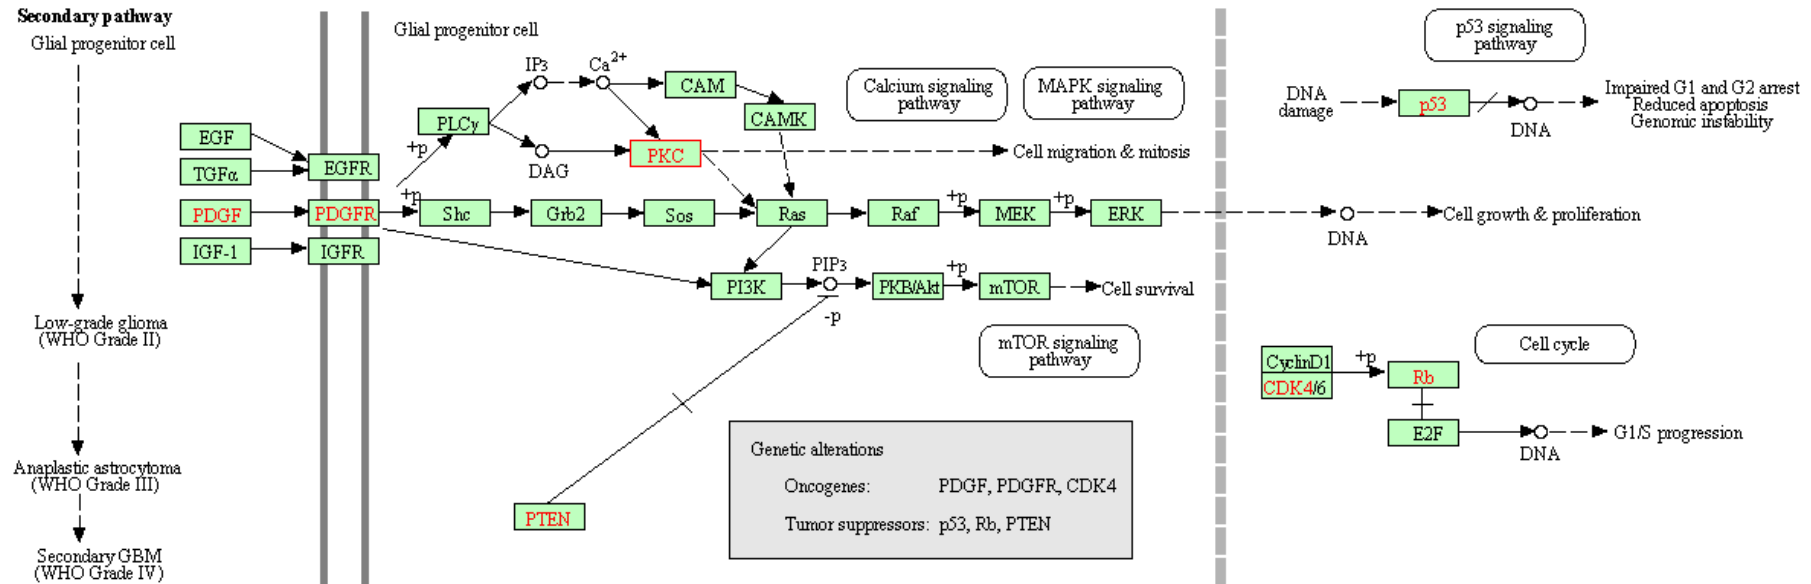 Secondary pathway
Glial progenitor cell
Low-grade glioma
(WHO Grade II)
Anaplastic astrocytoma
(WHO Grade III)
Secondary GBM
(WHO Grade IV)
Glial progenitor cell
IP3
Ca2+
CAM
CAMK
PLCγ
+p
DAG
PKC
Cell migration & mitosis
Calcium signaling
pathway
MAPK signaling
pathway
EGF
TGFα
EGFR
PDGF
PDGFR
+p
Shc
Grb2
Sos
Ras
Raf
+p
MEK
+p
ERK
IGF-1
IGFR
PI3K
PIP3
-p
PKB/Akt
+p
mTOR
Cell survival
mTOR signaling
pathway
PTEN
Genetic alterations
Oncogenes: PDGF, PDGFR, CDK4
Tumor suppressors: p53, Rb, PTEN
p53 signaling
pathway
DNA
damage
p53
DNA
Impaired G1 and G2 arrest
Reduced apoptosis
Genomic instability
DNA
Cell growth & proliferation
Cell cycle
CyclinD1
CDK4/6
+p
Rb
E2F
DNA
G1/S progression